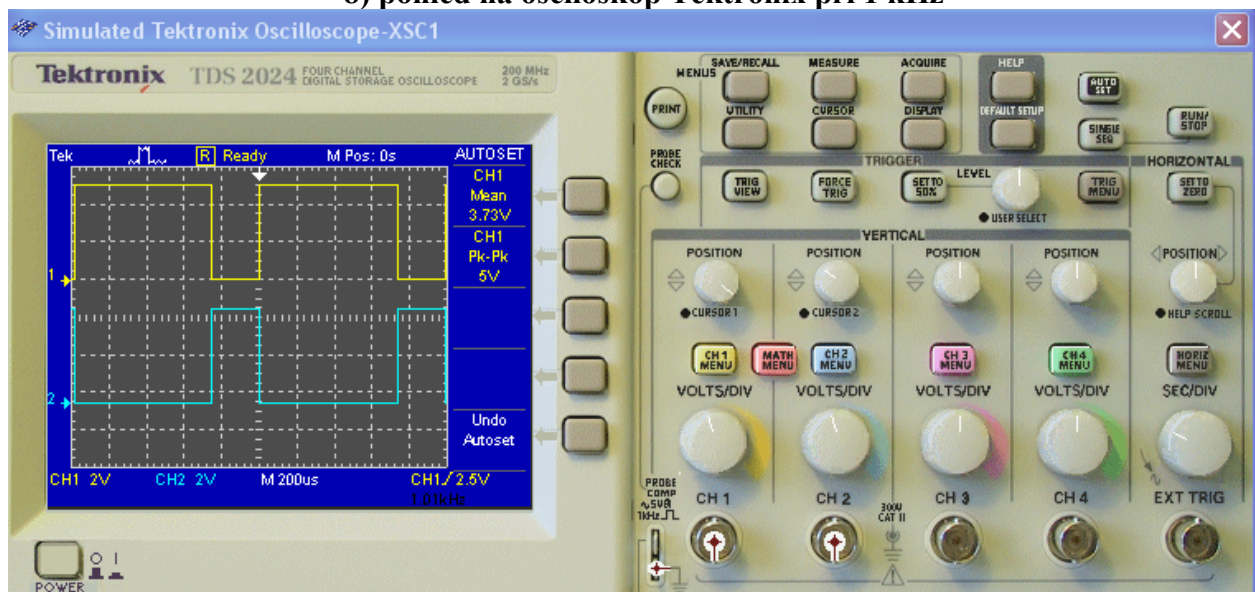 8) pohled na osciloskop Tektronix při 1 kHz
Simulated Tektronix Oscilloscope-XSC1
Tektronix TDS 2024 FOUR CHANNEL DIGITAL STORAGE OSCILLOSCOPE 200 MHz 2 GS/s
Tek R Ready M Pos: 0s AUTOSET
CH1
Mean
3.73V
CH1
Pk-Pk
5V
1
2
Undo
Autoset
CH1 2V CH2 2V M 200us CH1 / 2.5V
1.01kHz
POWER
MENUS
SAVE/RECALL MEASURE ACQUIRE HELP
AUTO SET
PRINT
UTILITY CURSOR DISPLAY DEFAULT SETUP
SINGLE SEQ
RUN/ STOP
PROBE CHECK
TRIGGER
HORIZONTAL
TRIG VIEW
FORCE TRIG
SET TO 50%
LEVEL
TRIG MENU
SET TO ZERO
USER SELECT
VERTICAL
POSITION POSITION POSITION POSITION POSITION
CURSOR 1 CURSOR 2 HELP SCROLL
CH 1 MENU
MATH MENU
CH 2 MENU
CH 3 MENU
CH 4 MENU
HORIZ MENU
VOLTS/DIV VOLTS/DIV VOLTS/DIV VOLTS/DIV SEC/DIV
PROBE COMP
~5V@
1kHz
CH 1 CH 2 CH 3 CH 4 EXT TRIG
300V
CAT II